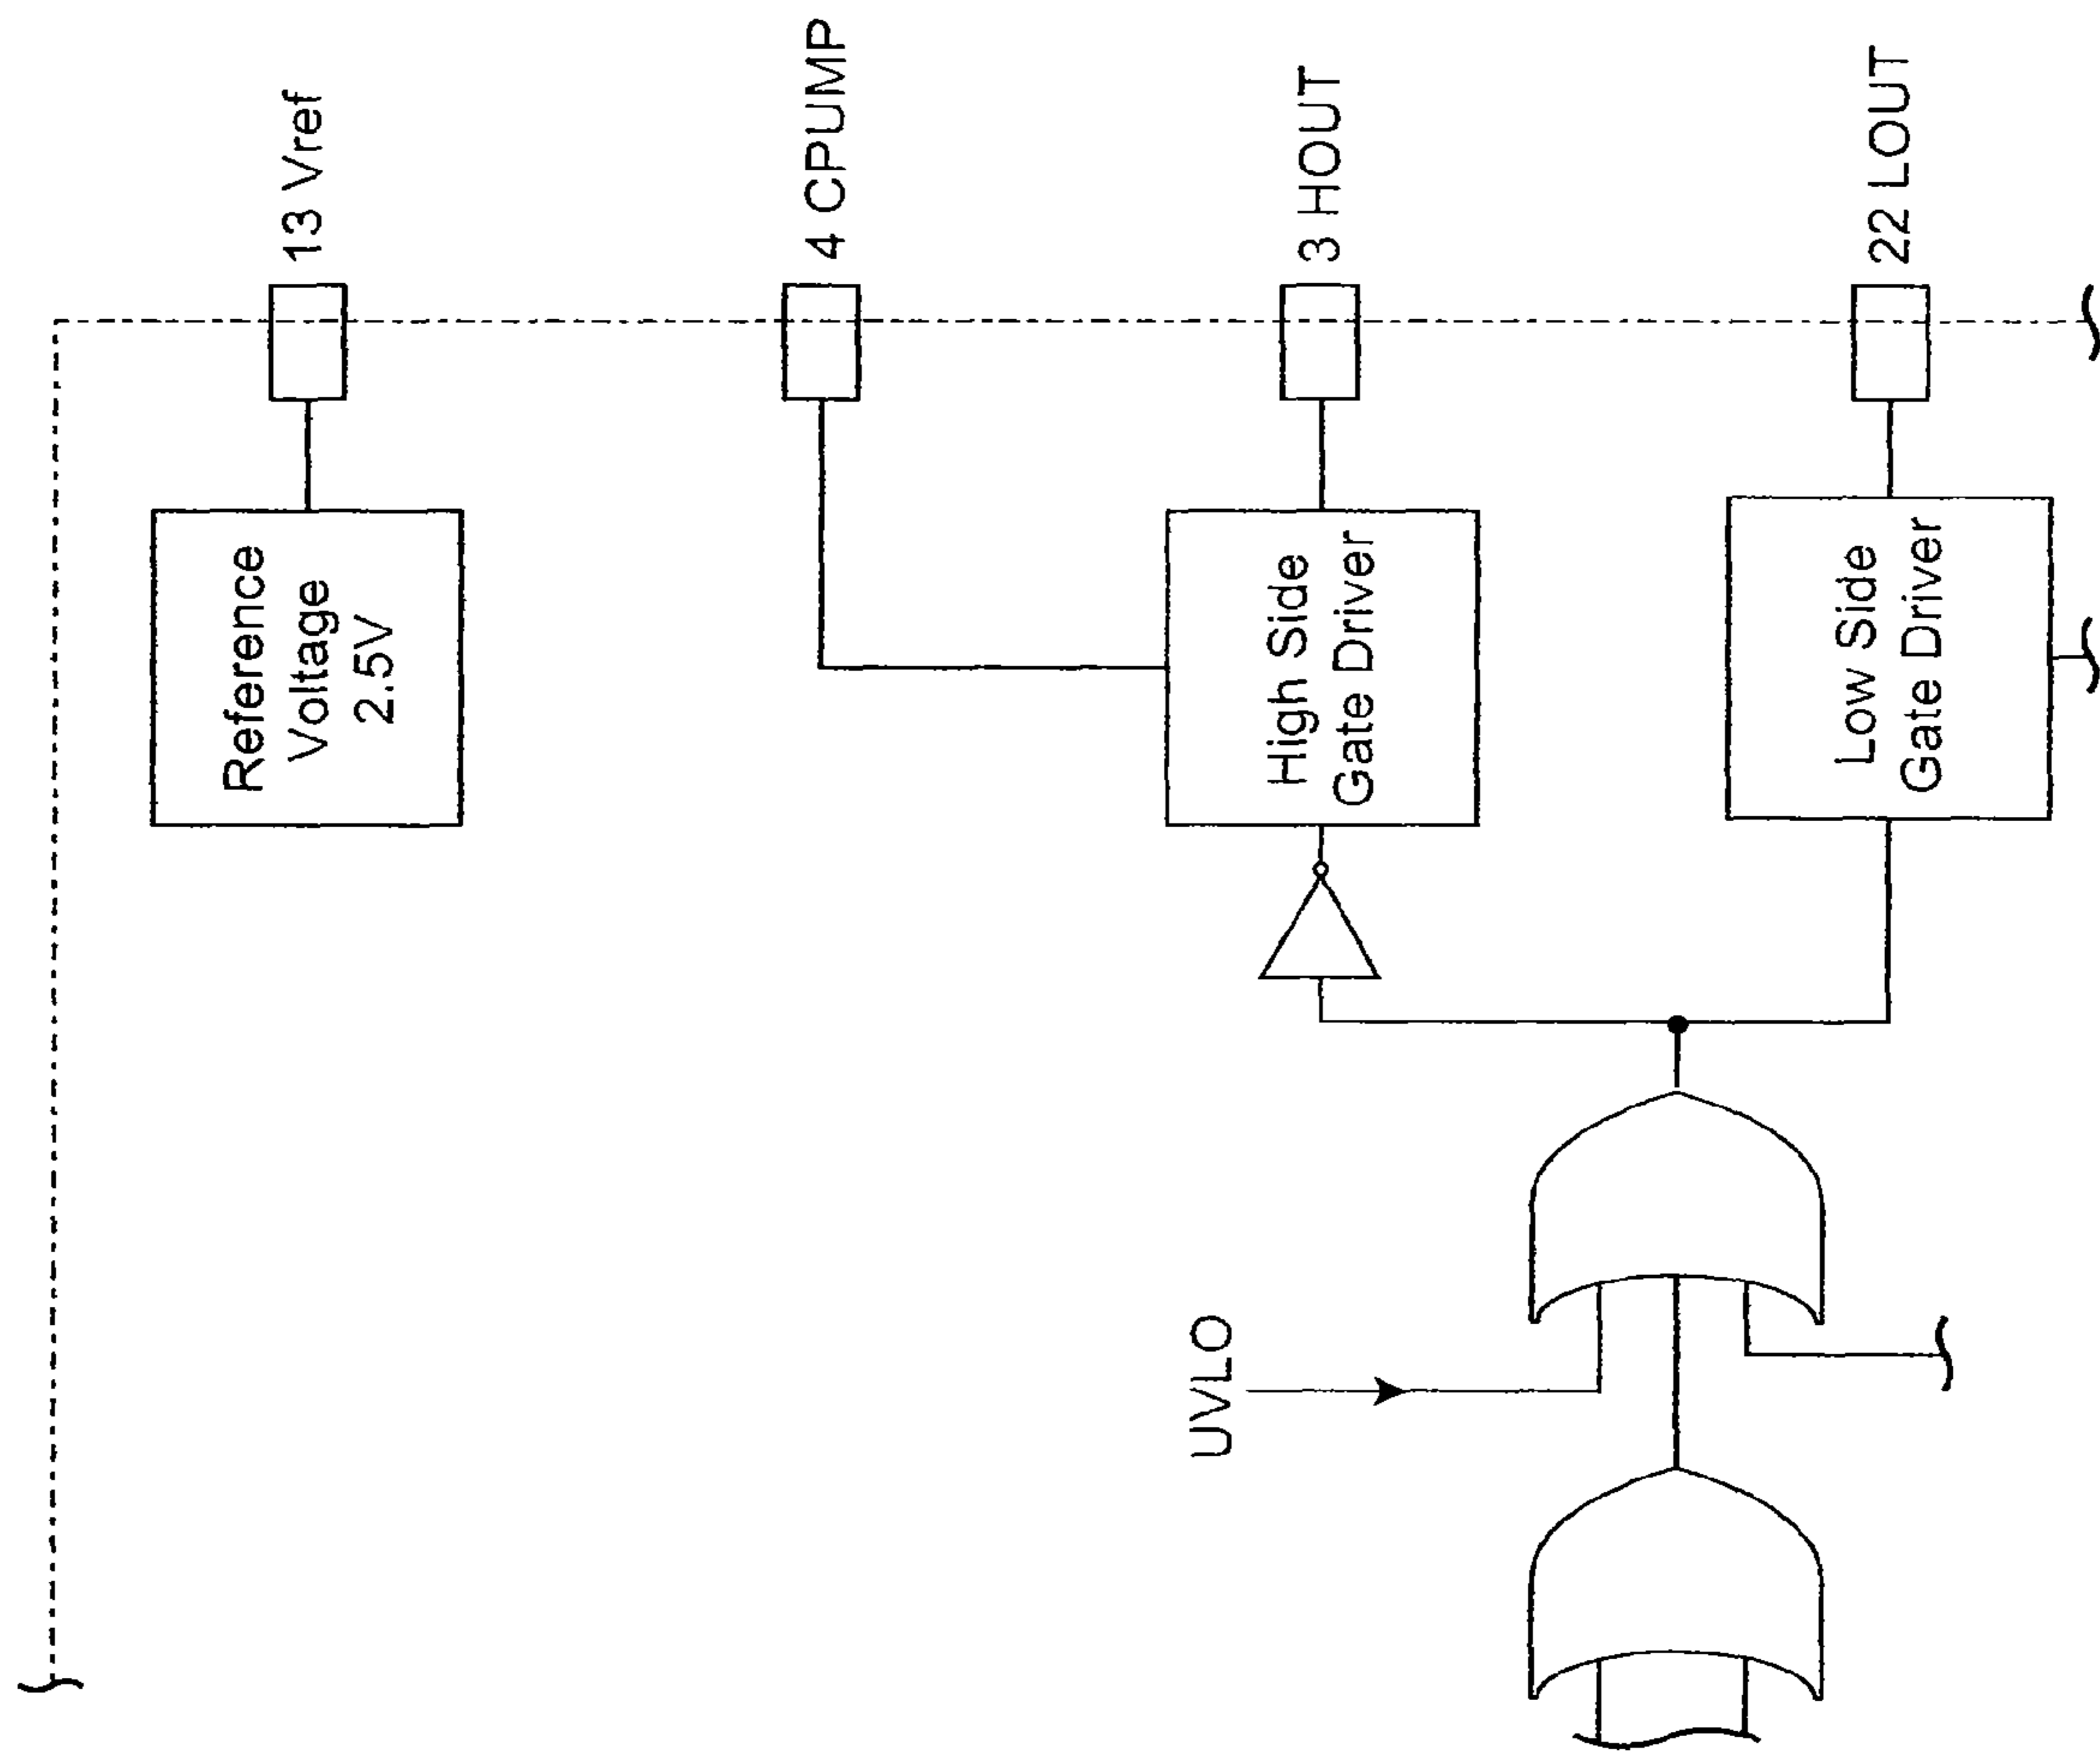 Reference
Voltage
2.5V
13 Vref
4 CPUMP
High Side
Gate Driver
3 HOUT
UVLO
Low Side
Gate Driver
22 LOUT